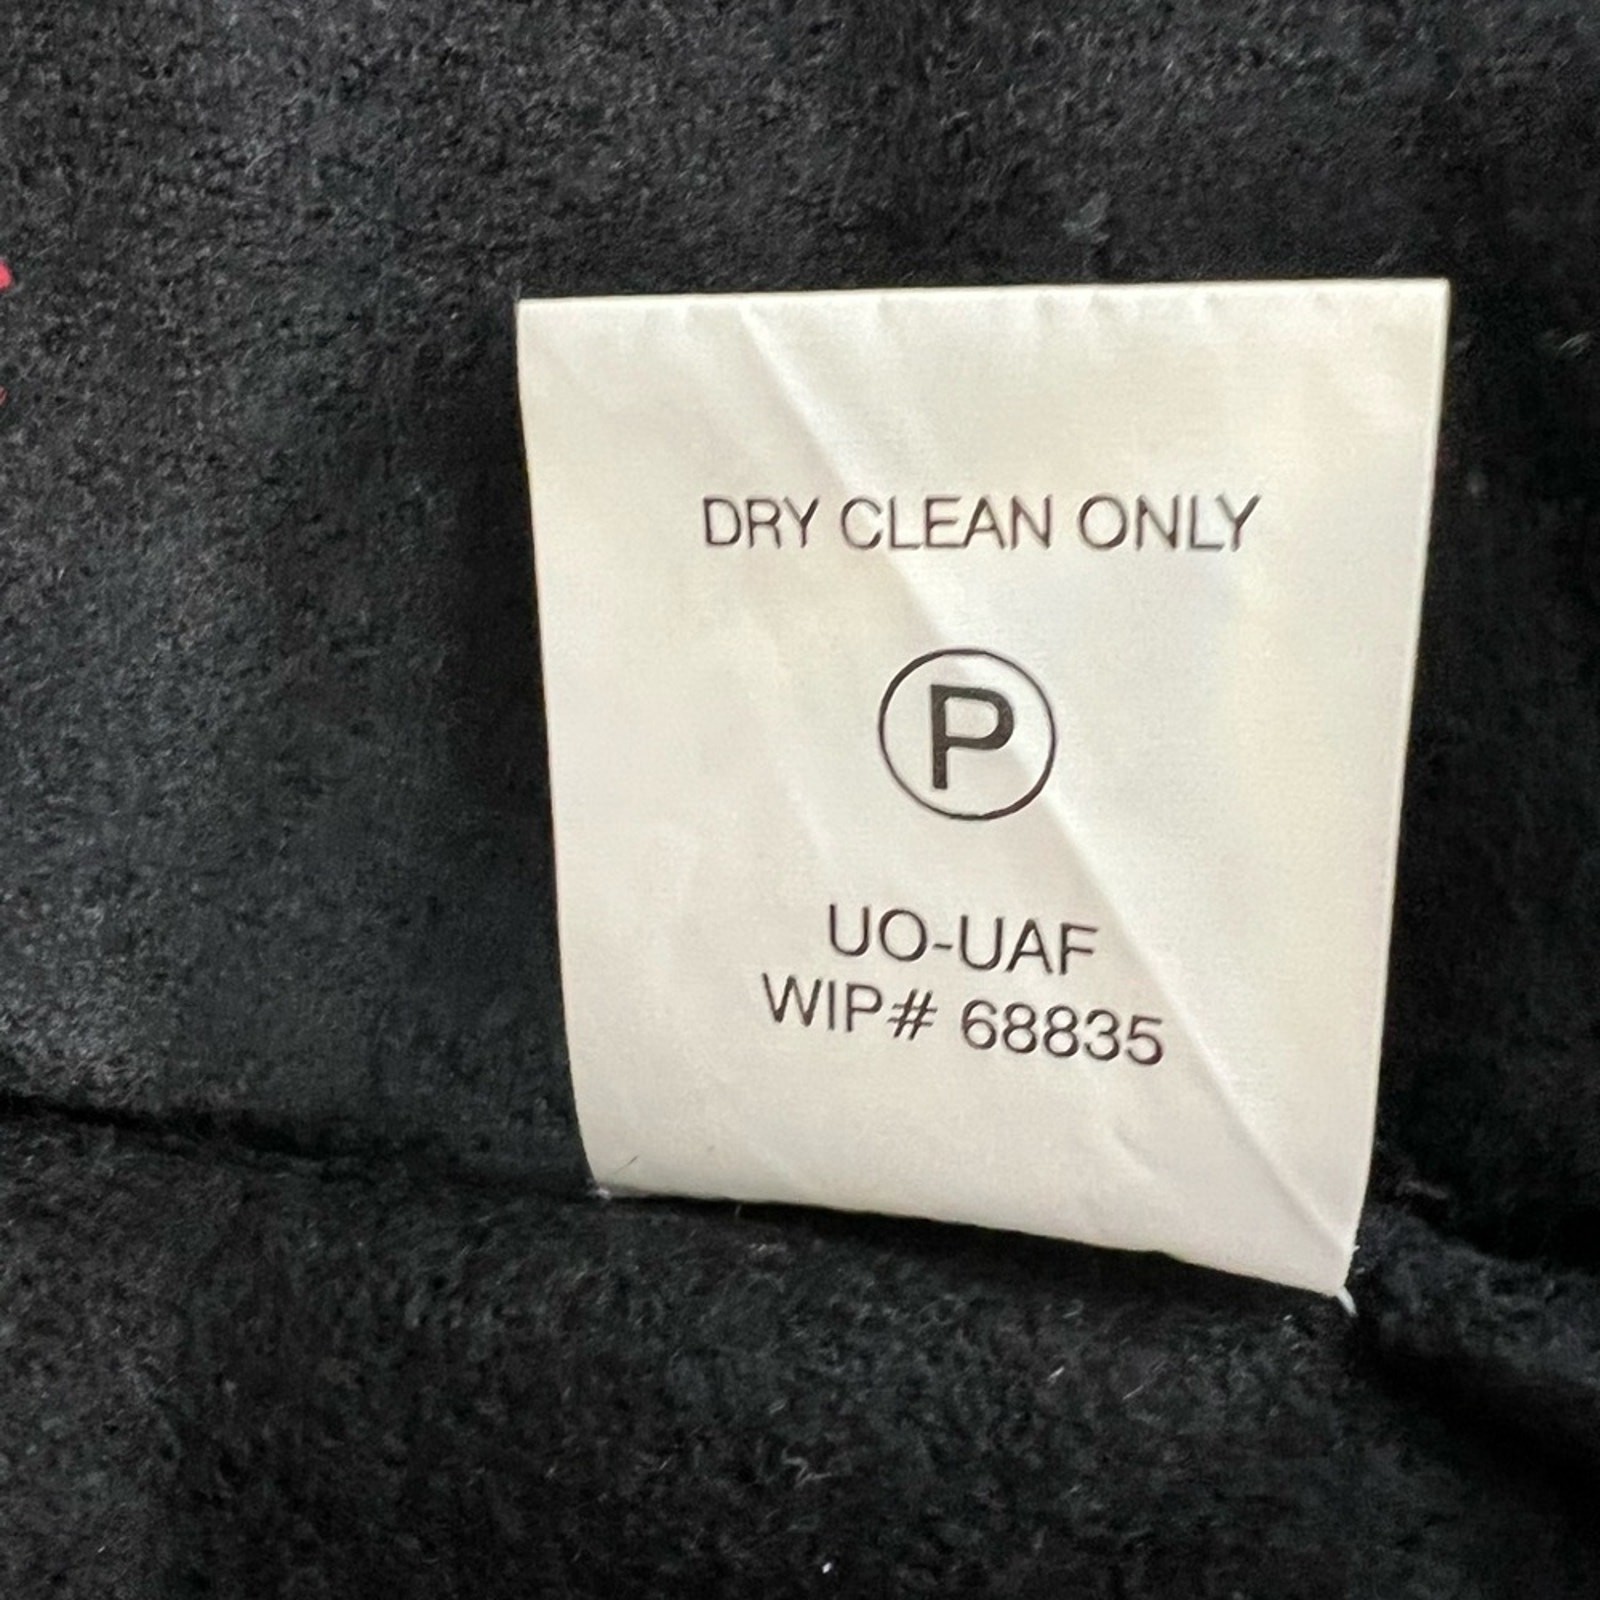 DRY CLEAN ONLY
P
UO-UAF
WIP# 68835